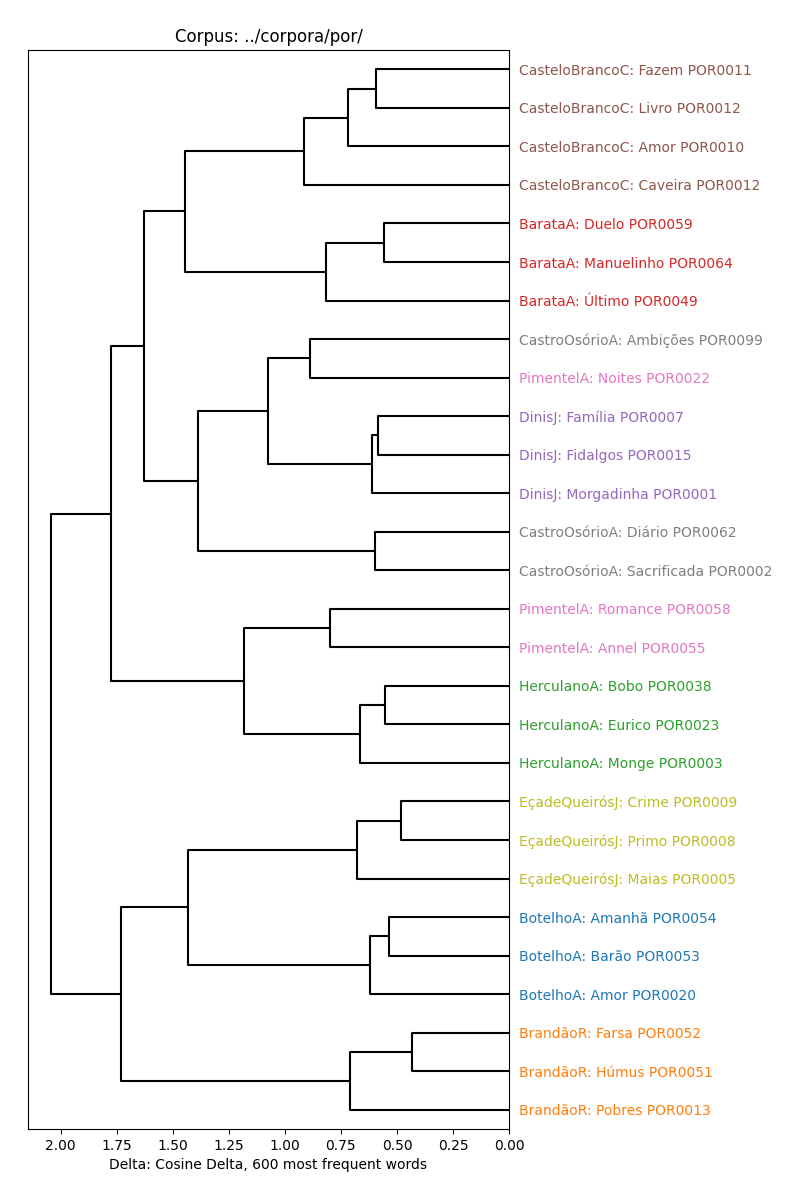 Corpus: ../corpora/por/
CasteloBrancoC: Fazem POR0011
CasteloBrancoC: Livro POR0012
CasteloBrancoC: Amor POR0010
CasteloBrancoC: Caveira POR0012
BarataA: Duelo POR0059
BarataA: Manuelinho POR0064
BarataA: Último POR0049
CastroOsórioA: Ambições POR0099
PimentelA: Noites POR0022
DinisJ: Família POR0007
DinisJ: Fidalgos POR0015
DinisJ: Morgadinha POR0001
CastroOsórioA: Diário POR0062
CastroOsórioA: Sacrificada POR0002
PimentelA: Romance POR0058
PimentelA: Annel POR0055
HerculanoA: Bobo POR0038
HerculanoA: Eurico POR0023
HerculanoA: Monge POR0003
EçadeQueirósJ: Crime POR0009
EçadeQueirósJ: Primo POR0008
EçadeQueirósJ: Maias POR0005
BotelhoA: Amanhã POR0054
BotelhoA: Barão POR0053
BotelhoA: Amor POR0020
BrandãoR: Farsa POR0052
BrandãoR: Húmus POR0051
BrandãoR: Pobres POR0013
2.00 1.75 1.50 1.25 1.00 0.75 0.50 0.25 0.00
Delta: Cosine Delta, 600 most frequent words